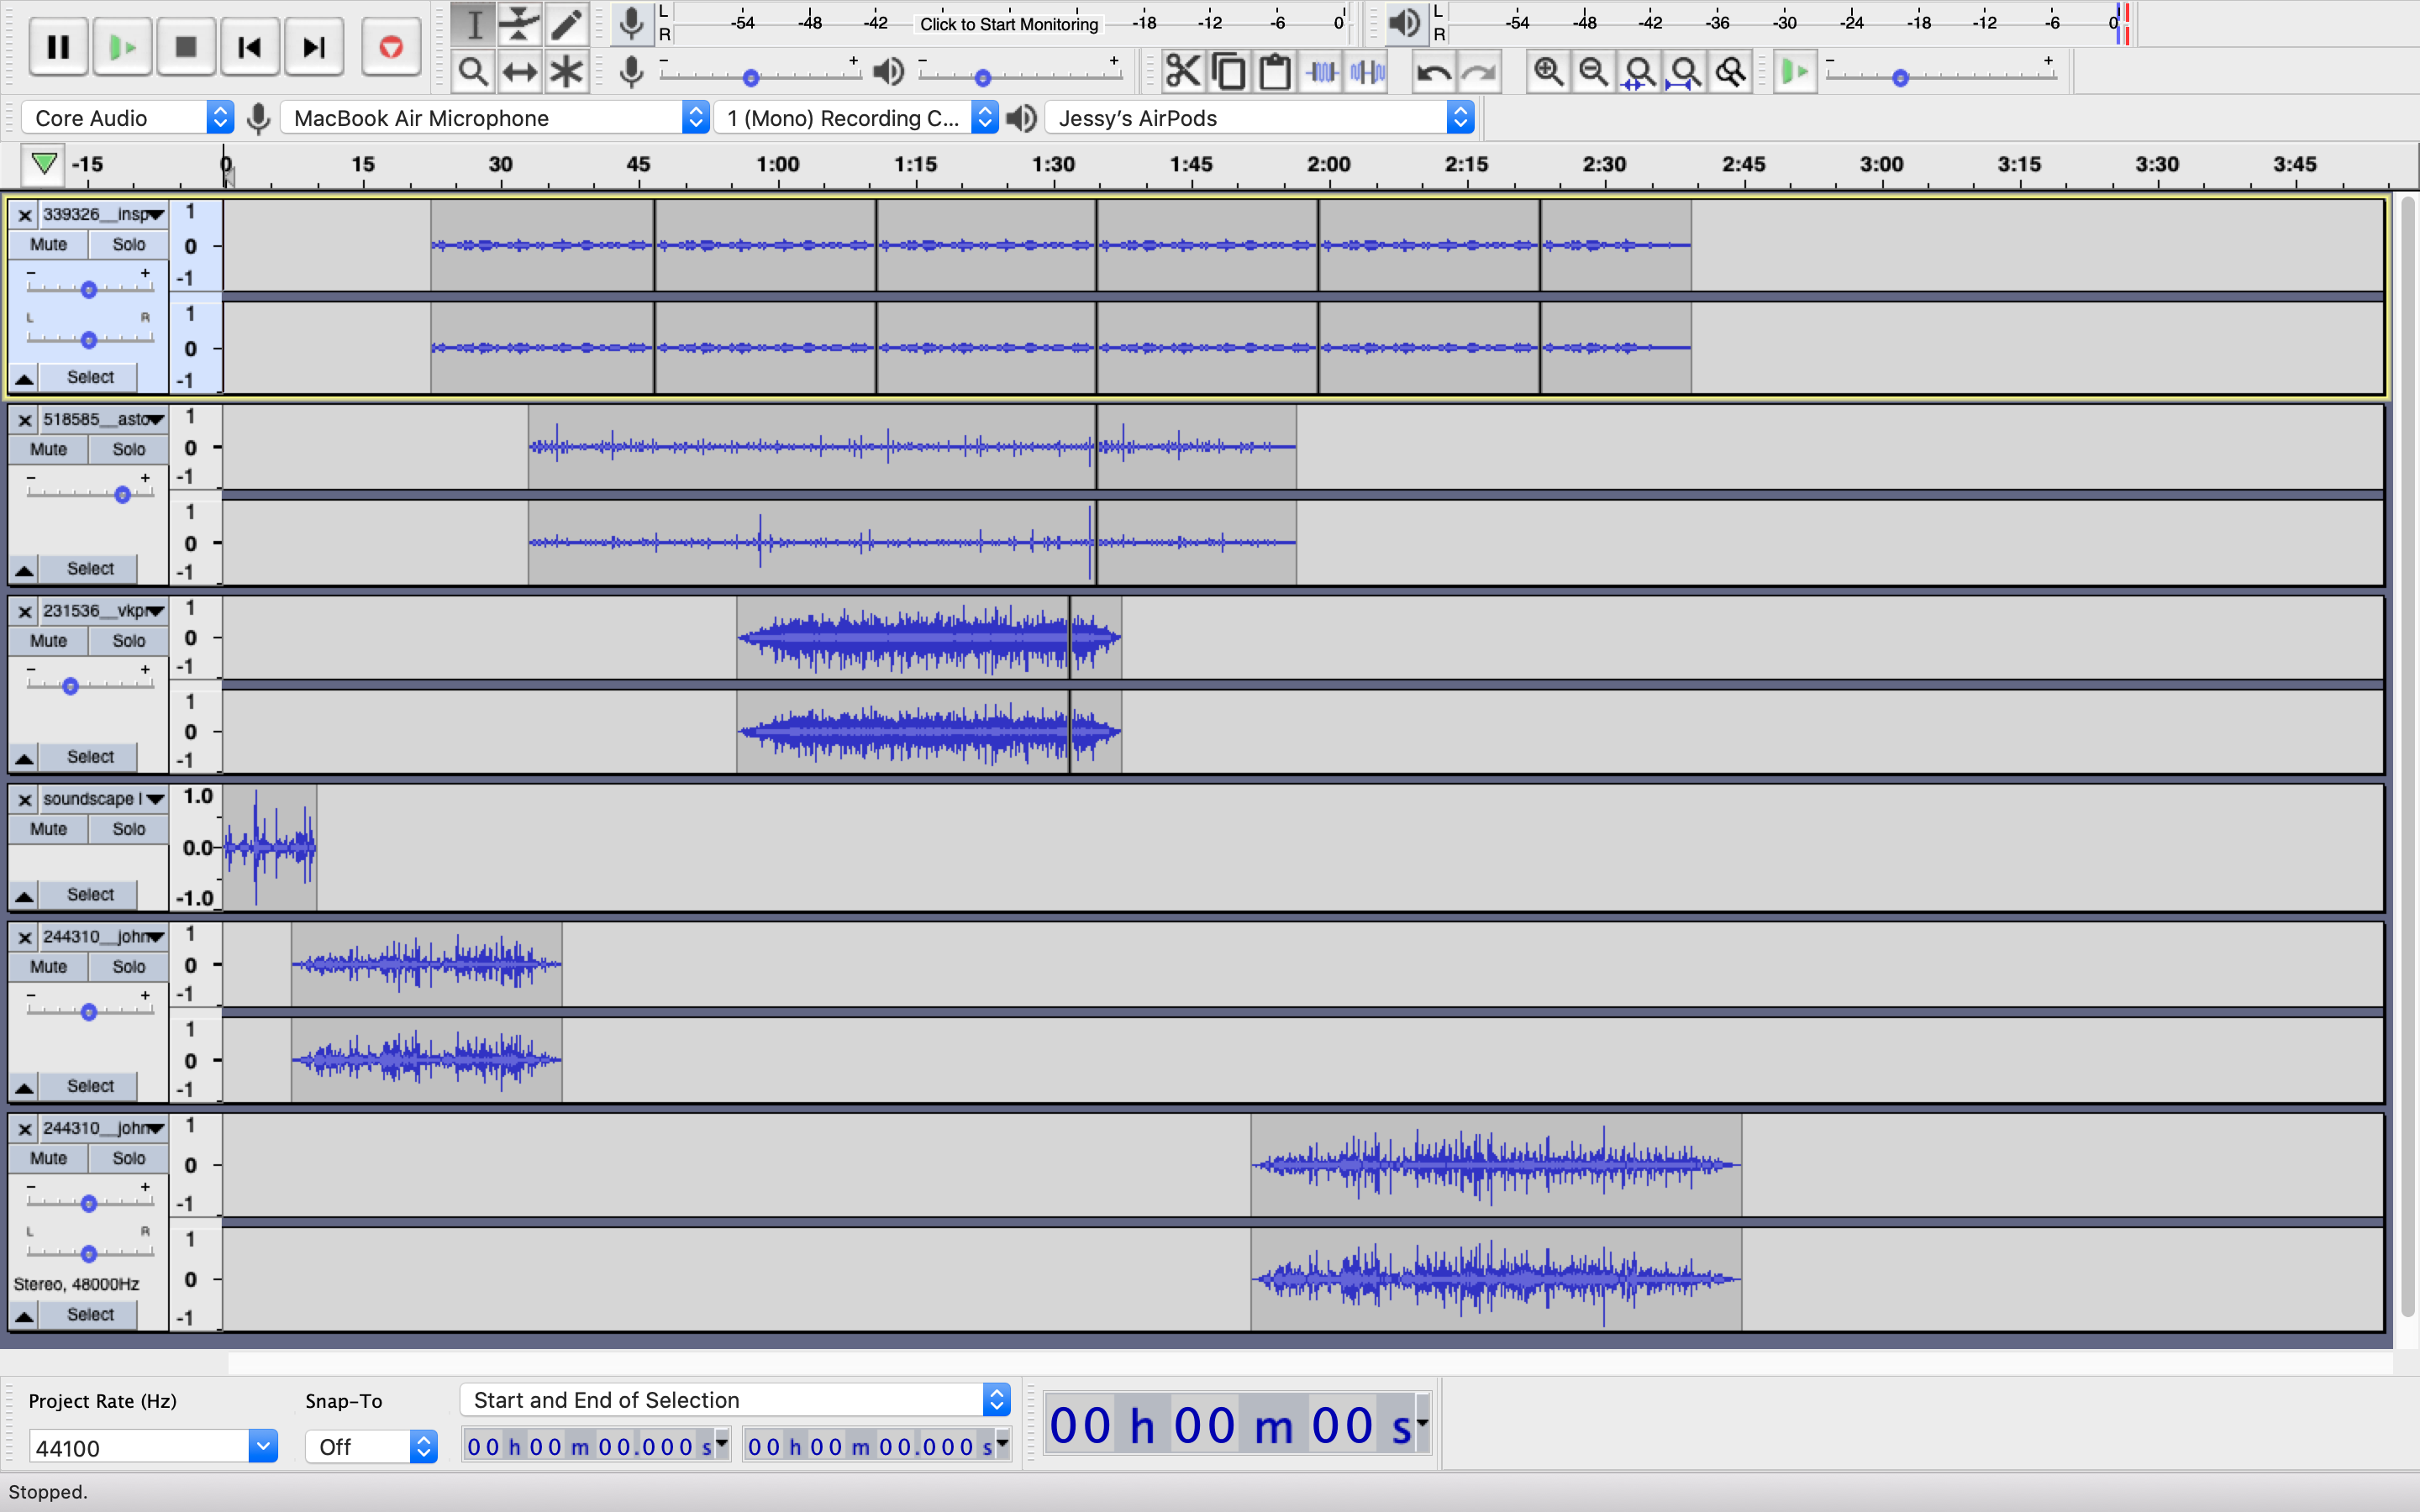 L -54 -48 -42 Click to Start Monitoring -18 -12 -6 0 L -54 -48 -42 -36 -30 -24 -18 -12 -6 0
R R
- + - + - +
Core Audio MacBook Air Microphone 1 (Mono) Recording C... Jessy's AirPods
-15 0 15 30 45 1:00 1:15 1:30 1:45 2:00 2:15 2:30 2:45 3:00 3:15 3:30 3:45
339326__insp 1
Mute Solo 0
- + -1
L R 1
0
Select -1
518585__asto 1
Mute Solo 0
- + -1
1
0
Select -1
231536__vkpr 1
Mute Solo 0
- + -1
1
0
Select -1
soundscape 1.0
Mute Solo 0.0
Select -1.0
244310__john 1
Mute Solo 0
- + -1
1
0
Select -1
244310__john 1
Mute Solo 0
- + -1
L R 1
Stereo, 48000Hz 0
Select -1
Project Rate (Hz) Snap-To Start and End of Selection
44100 Off 00 h 00 m 00.000 s 00 h 00 m 00.000 s 00 h 00 m 00 s
Stopped.